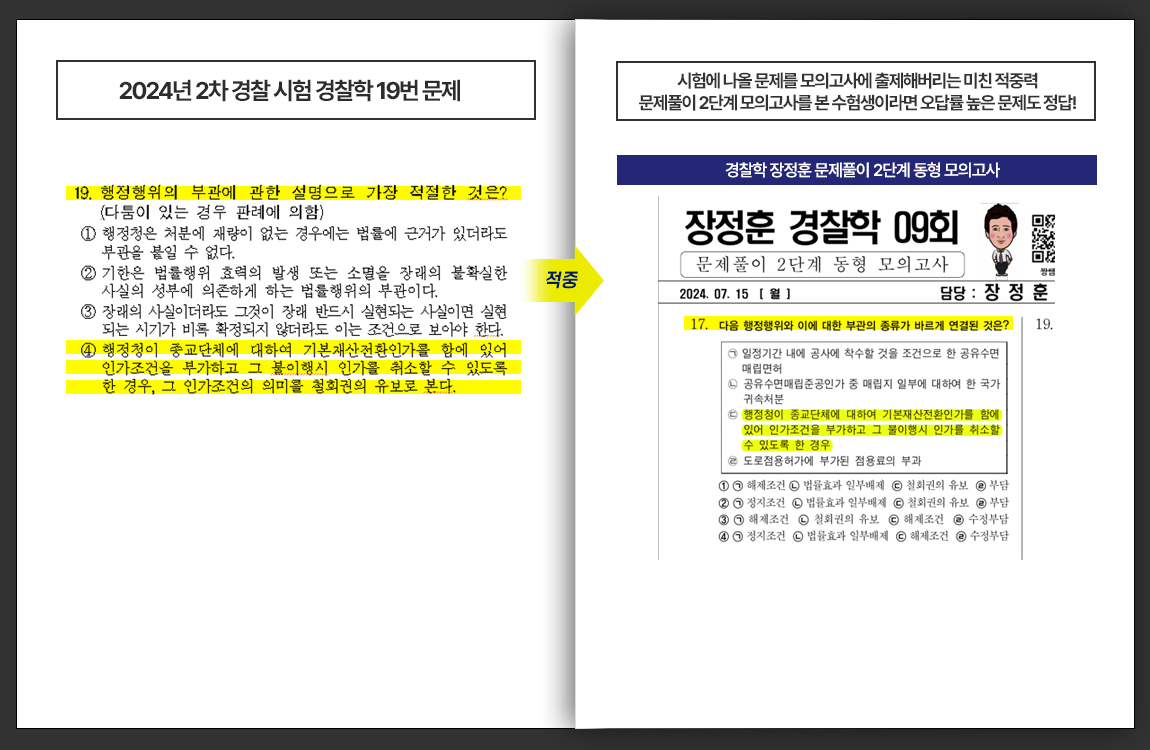 2024년 2차 경찰 시험 경찰학 19번 문제
19. 행정행위의 부관에 관한 설명으로 가장 적절한 것은?
(다툼이 있는 경우 판례에 의함)
① 행정청은 처분에 재량이 없는 경우에는 법률에 근거가 있더라도
부관을 붙일 수 없다.
② 기한은 법률행위 효력의 발생 또는 소멸을 장래의 불확실한
사실의 성부에 의존하게 하는 법률행위의 부관이다.
③ 장래의 사실이더라도 그것이 장래 반드시 실현되는 사실이면 실현
되는 시기가 비록 확정되지 않더라도 이는 조건으로 보아야 한다.
④ 행정청이 종교단체에 대하여 기본재산전환인가를 함에 있어
인가조건을 부가하고 그 불이행시 인가를 취소할 수 있도록
한 경우, 그 인가조건의 의미를 철회권의 유보로 본다.
적중
시험에 나올 문제를 모의고사에 출제해버리는 미친 적중력
문제풀이 2단계 모의고사를 본 수험생이라면 오답률 높은 문제도 정답!
경찰학 장정훈 문제풀이 2단계 동형 모의고사
장정훈 경찰학 09회
문제풀이 2단계 동형 모의고사
짱쌤
2024. 07. 15 [ 월 ]
담당 : 장 정 훈
17. 다음 행정행위와 이에 대한 부관의 종류가 바르게 연결된 것은?
19.
㉠ 일정기간 내에 공사에 착수할 것을 조건으로 한 공유수면
매립면허
㉡ 공유수면매립준공인가 중 매립지 일부에 대하여 한 국가
귀속처분
㉢ 행정청이 종교단체에 대하여 기본재산전환인가를 함에
있어 인가조건을 부가하고 그 불이행시 인가를 취소할
수 있도록 한 경우
㉣ 도로점용허가에 부가된 점용료의 부과
① ㉠ 해제조건 ㉡ 법률효과 일부배제 ㉢ 철회권의 유보 ㉣ 부담
② ㉠ 정지조건 ㉡ 법률효과 일부배제 ㉢ 철회권의 유보 ㉣ 부담
③ ㉠ 해제조건 ㉡ 철회권의 유보 ㉢ 해제조건 ㉣ 수정부담
④ ㉠ 정지조건 ㉡ 법률효과 일부배제 ㉢ 해제조건 ㉣ 수정부담